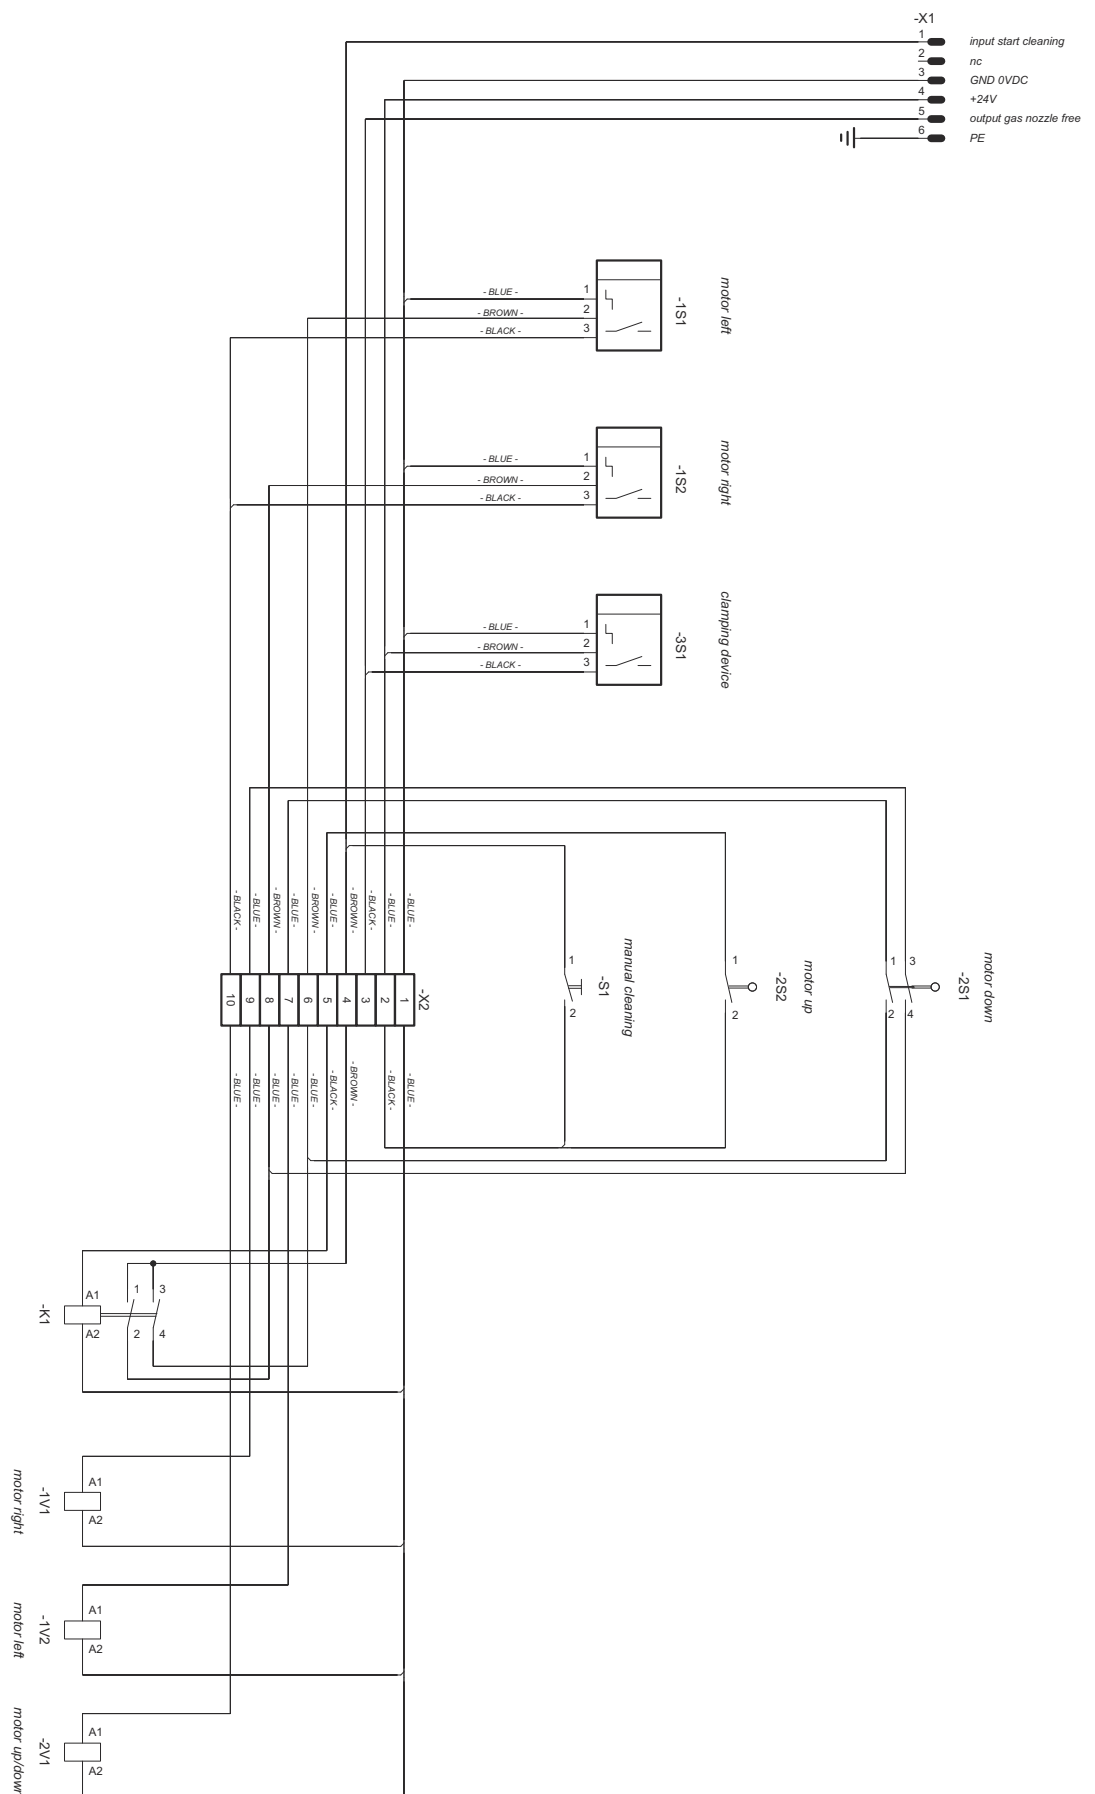 -X1
1 input start cleaning
2 nc
3 GND 0VDC
4 +24V
5 output gas nozzle free
6 PE
- BLUE - 1
- BROWN - 2
- BLACK - 3
-1S1
motor left
- BLUE - 1
- BROWN - 2
- BLACK - 3
-1S2
motor right
- BLUE - 1
- BROWN - 2
- BLACK - 3
-3S1
clamping device
- BLACK -
- BLUE -
- BROWN -
- BLUE -
- BROWN -
- BLUE -
- BROWN -
- BLACK -
- BLUE -
- BLUE -
10 9 8 7 6 5 4 3 2 1
-X2
1
2
-S1
manual cleaning
1
2
-2S2
motor up
1 3
2 4
-2S1
motor down
- BLUE -
- BLUE -
- BLUE -
- BLUE -
- BLUE -
- BLACK -
- BROWN -
- BLACK -
- BLUE -
-K1
A1
A2
1 3
2 4
motor right
-1V1
A1
A2
motor left
-1V2
A1
A2
motor up/down
-2V1
A1
A2